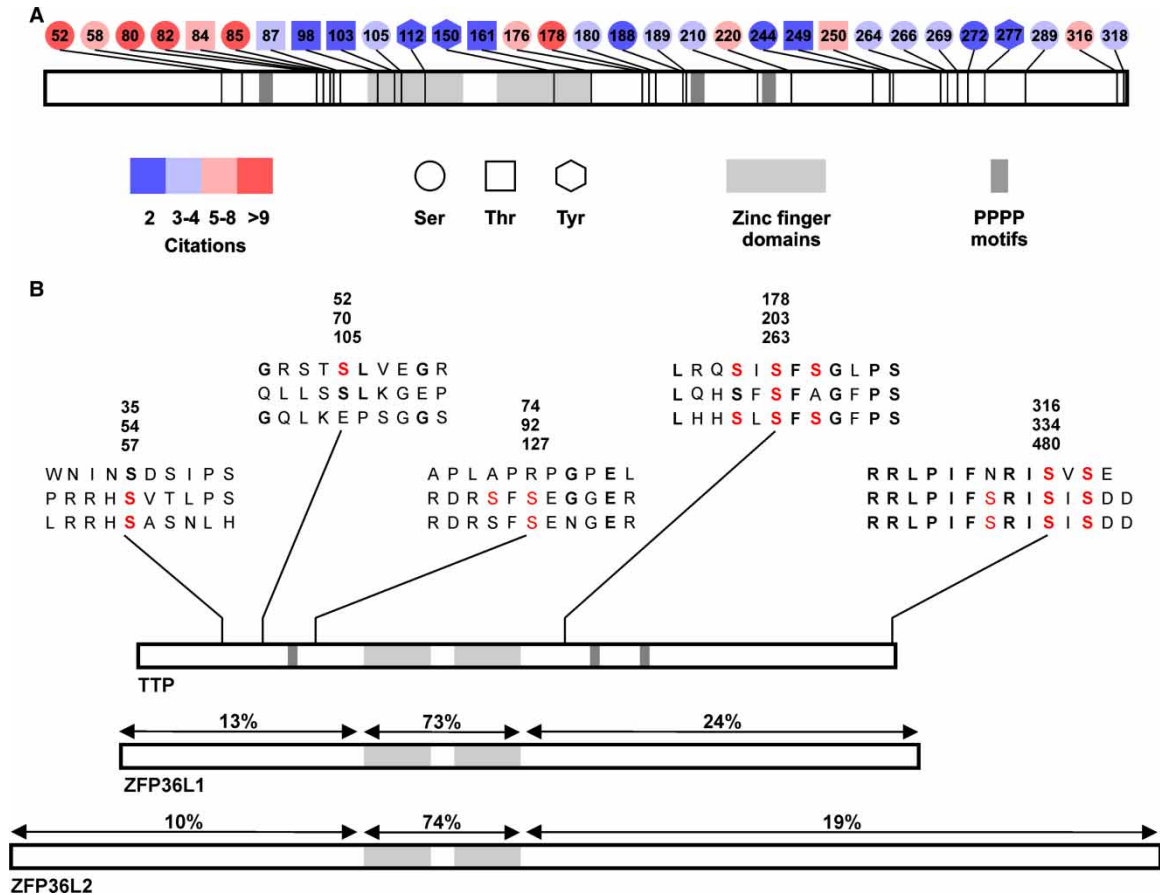 A
52 58 80 82 84 85 87 98 103 105 112 150 161 176 178 180 188 189 210 220 244 249 250 264 266 269 272 277 289 316 318
2 3-4 5-8 >9
Citations
Ser Thr Tyr
Zinc finger
domains
PPPP
motifs
B
52
70
105
G R S T S L V E G R
Q L L S S L K G E P
G Q L K E P S G G S
178
203
263
L R Q S I S F S G L P S
L Q H S F S F A G F P S
L H H S L S F S G F P S
35
54
57
W N I N S D S I P S
P R R H S V T L P S
L R R H S A S N L H
74
92
127
A P L A P R P G P E L
R D R S F S E G G E R
R D R S F S E N G E R
316
334
480
R R L P I F N R I S V S E
R R L P I F S R I S I S D D
R R L P I F S R I S I S D D
TTP
13% 73% 24%
ZFP36L1
10% 74% 19%
ZFP36L2